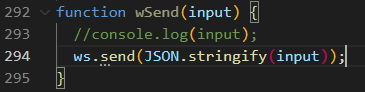 292 function wSend(input) {
293 //console.log(input);
294 ws.send(JSON.stringify(input));
295 }